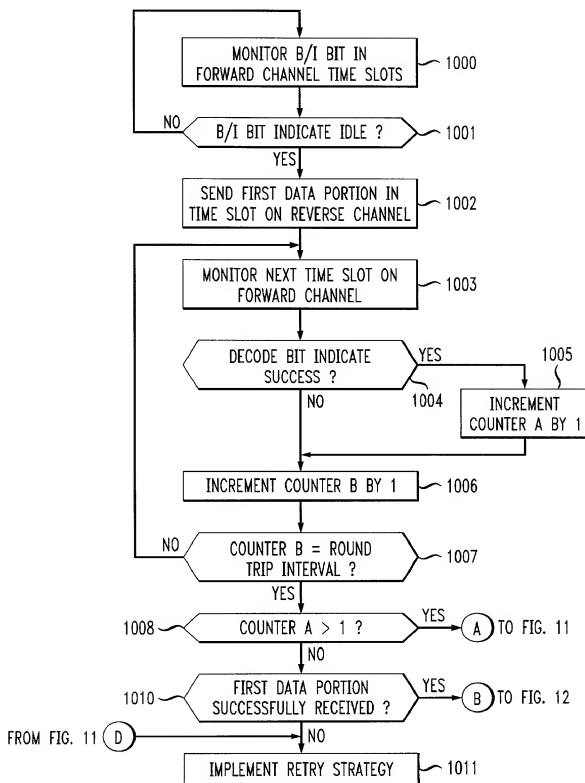 MONITOR B/I BIT IN
FORWARD CHANNEL TIME SLOTS
1000
NO
B/I BIT INDICATE IDLE ?
1001
YES
SEND FIRST DATA PORTION IN
TIME SLOT ON REVERSE CHANNEL
1002
MONITOR NEXT TIME SLOT ON
FORWARD CHANNEL
1003
DECODE BIT INDICATE
SUCCESS ?
YES
1004
1005
INCREMENT
COUNTER A BY 1
NO
INCREMENT COUNTER B BY 1
1006
NO
COUNTER B = ROUND
TRIP INTERVAL ?
1007
YES
1008
COUNTER A > 1 ?
YES
A TO FIG. 11
NO
1010
FIRST DATA PORTION
SUCCESSFULLY RECEIVED ?
YES
B TO FIG. 12
FROM FIG. 11 D
NO
IMPLEMENT RETRY STRATEGY
1011